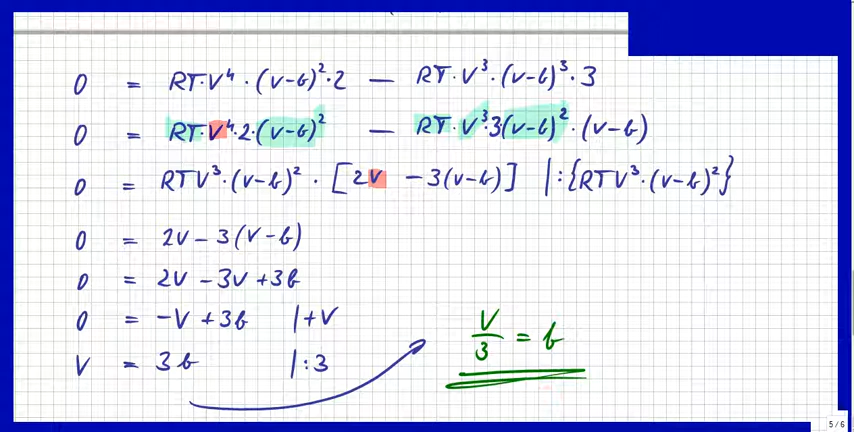 0 = RT·V⁴·(V-b)²·2 — RT·V³·(V-b)³·3
0 = RT·V⁴·2·(V-b)² — RT·V³·3(V-b)²·(V-b)
0 = RTV³·(V-b)²·[2V -3(V-b)] |:{RTV³·(V-b)²}
0 = 2V-3(V-b)
0 = 2V-3V+3b
0 = -V+3b |+V
V = 3b |:3
V/3 = b
5/6